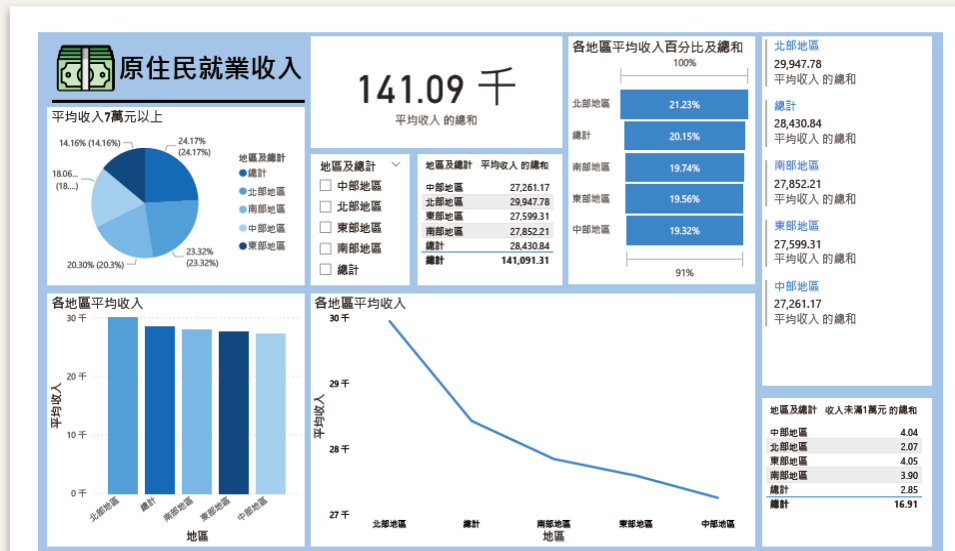 原住民就業收入
平均收入7萬元以上
14.16% (14.16%)
24.17%
(24.17%)
18.06...
(18....)
23.32%
(23.32%)
20.30% (20.3%)
地區及總計
總計
北部地區
南部地區
中部地區
東部地區
141.09 千
平均收入 的總和
地區及總計
中部地區
北部地區
東部地區
南部地區
總計
地區及總計 平均收入 的總和
中部地區 27,261.17
北部地區 29,947.78
東部地區 27,599.31
南部地區 27,852.21
總計 28,430.84
總計 141,091.31
各地區平均收入百分比及總和
100%
北部地區 21.23%
總計 20.15%
南部地區 19.74%
東部地區 19.56%
中部地區 19.32%
91%
北部地區
29,947.78
平均收入 的總和
總計
28,430.84
平均收入 的總和
南部地區
27,852.21
平均收入 的總和
東部地區
27,599.31
平均收入 的總和
中部地區
27,261.17
平均收入 的總和
各地區平均收入
平均收入
30 千
20 千
10 千
0 千
北部地區 總計 南部地區 東部地區 中部地區
地區
各地區平均收入
平均收入
30 千
29 千
28 千
27 千
北部地區 總計 南部地區 東部地區 中部地區
地區
地區及總計 收入未滿1萬元 的總和
中部地區 4.04
北部地區 2.07
東部地區 4.05
南部地區 3.90
總計 2.85
總計 16.91